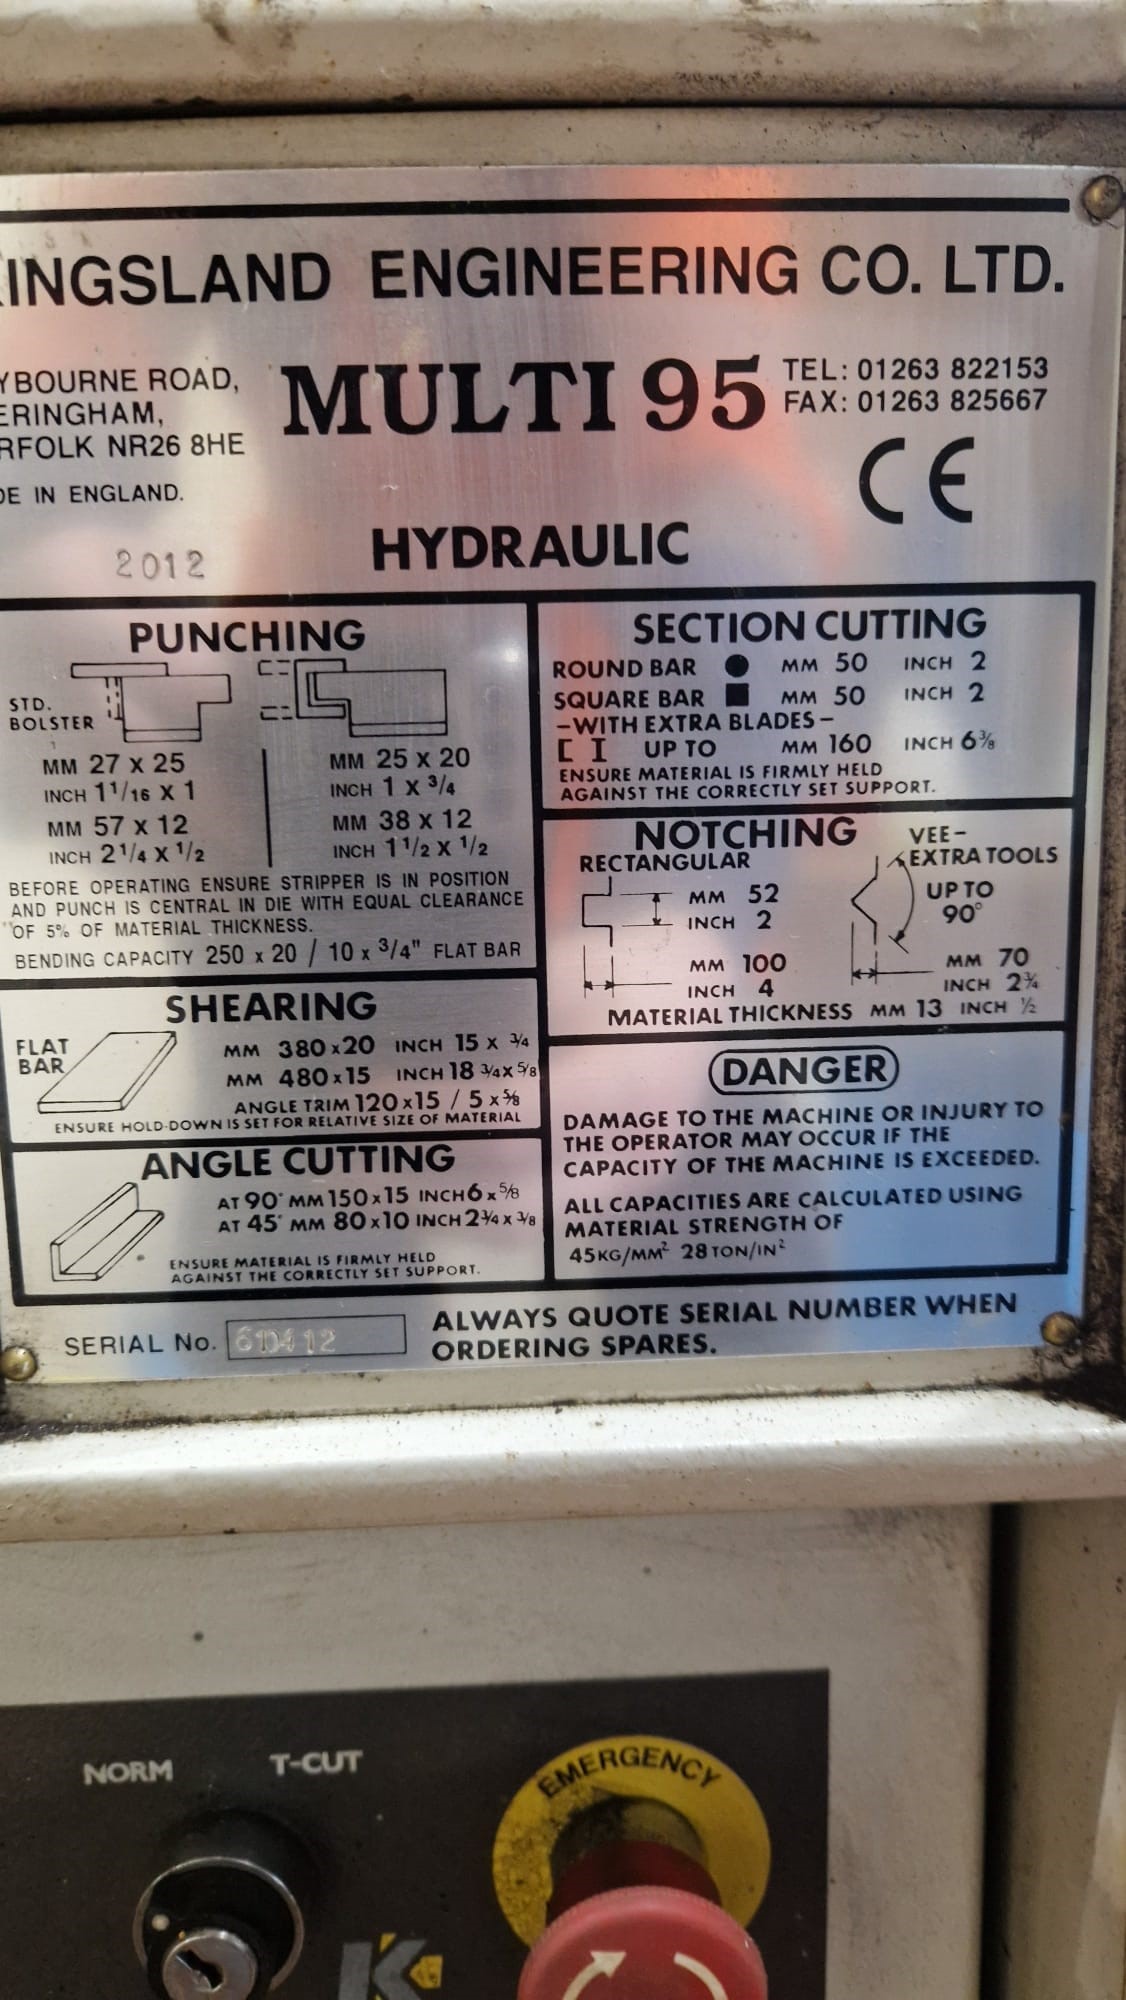 INGSLAND ENGINEERING CO. LTD.
YBOURNE ROAD,
ERINGHAM,
RFOLK NR26 8HE
DE IN ENGLAND.
MULTI 95
TEL: 01263 822153
FAX: 01263 825667
CE
2012
HYDRAULIC
PUNCHING
STD.
BOLSTER
MM 27 X 25
INCH 1 1/16 X 1
MM 57 X 12
INCH 2 1/4 X 1/2
MM 25 X 20
INCH 1 X 3/4
MM 38 X 12
INCH 1 1/2 X 1/2
BEFORE OPERATING ENSURE STRIPPER IS IN POSITION
AND PUNCH IS CENTRAL IN DIE WITH EQUAL CLEARANCE
OF 5% OF MATERIAL THICKNESS.
BENDING CAPACITY 250 x 20 / 10 x 3/4" FLAT BAR
SHEARING
FLAT
BAR
MM 380x20 INCH 15 x 3/4
MM 480x15 INCH 18 3/4 X 5/8
ANGLE TRIM 120x15 / 5 x 5/8
ENSURE HOLD-DOWN IS SET FOR RELATIVE SIZE OF MATERIAL
ANGLE CUTTING
AT 90° MM 150x15 INCH 6 x 5/8
AT 45° MM 80x10 INCH 2 3/4 x 3/8
ENSURE MATERIAL IS FIRMLY HELD
AGAINST THE CORRECTLY SET SUPPORT.
SECTION CUTTING
ROUND BAR ● MM 50 INCH 2
SQUARE BAR ■ MM 50 INCH 2
-WITH EXTRA BLADES-
[ I UP TO MM 160 INCH 6 3/8
ENSURE MATERIAL IS FIRMLY HELD
AGAINST THE CORRECTLY SET SUPPORT.
NOTCHING
RECTANGULAR
MM 52
INCH 2
MM 100
INCH 4
VEE-
EXTRA TOOLS
UP TO
90°
MM 70
INCH 2 3/4
MATERIAL THICKNESS MM 13 INCH 1/2
DANGER
DAMAGE TO THE MACHINE OR INJURY TO
THE OPERATOR MAY OCCUR IF THE
CAPACITY OF THE MACHINE IS EXCEEDED.
ALL CAPACITIES ARE CALCULATED USING
MATERIAL STRENGTH OF
45KG/MM² 28 TON/IN²
SERIAL No.
ALWAYS QUOTE SERIAL NUMBER WHEN
ORDERING SPARES.
NORM T-CUT
EMERGENCY
K